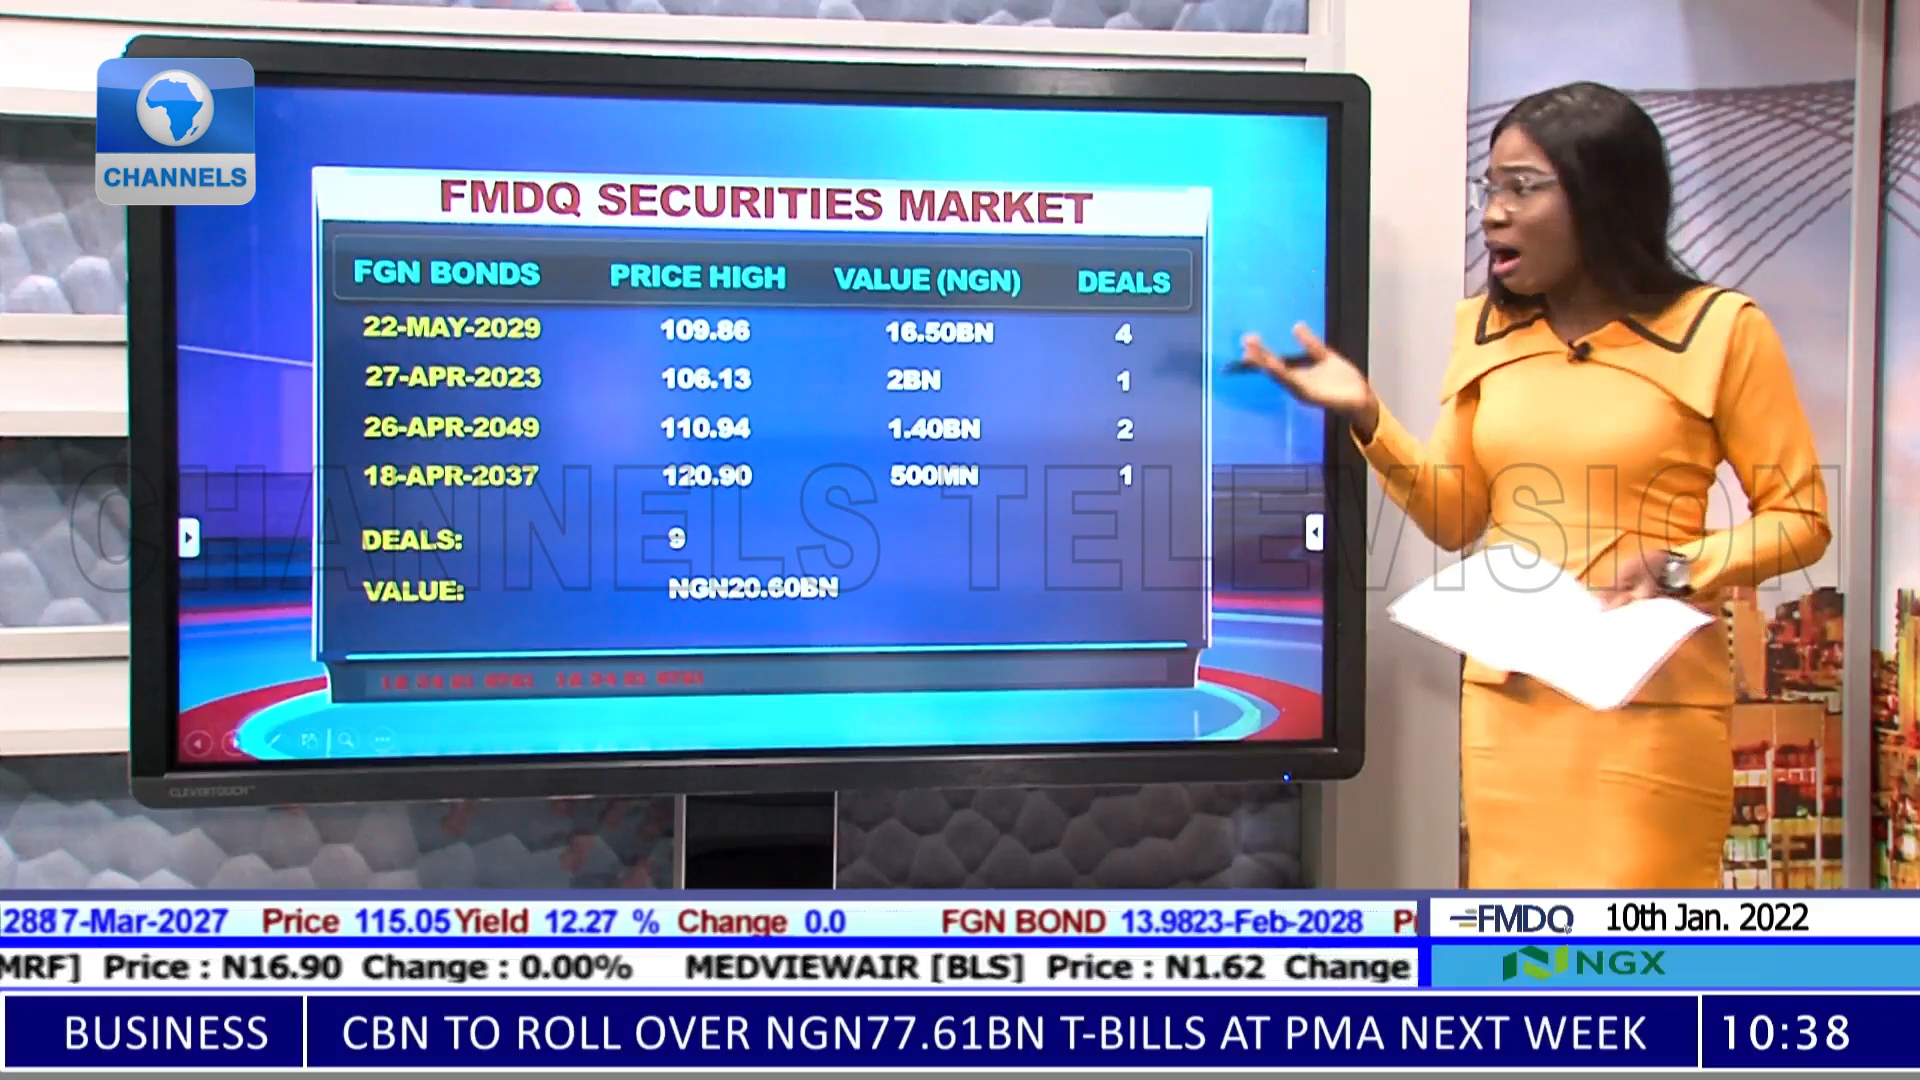 CHANNELS
FMDQ SECURITIES MARKET
FGN BONDS PRICE HIGH VALUE (NGN) DEALS
22-MAY-2029 109.86 16.50BN 4
27-APR-2023 106.13 2BN 1
26-APR-2049 110.94 1.40BN 2
18-APR-2037 120.90 500MN 1
CHANNELS TELEVISION
DEALS: 9
VALUE: NGN20.60BN
CLEVERTOUCH
2887-Mar-2027 Price 115.05 Yield 12.27 % Change 0.0 FGN BOND 13.9823-Feb-2028
FMDQ 10th Jan. 2022
MRF] Price : N16.90 Change : 0.00% MEDVIEWAIR [BLS] Price : N1.62 Change
NGX
BUSINESS CBN TO ROLL OVER NGN77.61BN T-BILLS AT PMA NEXT WEEK 10:38